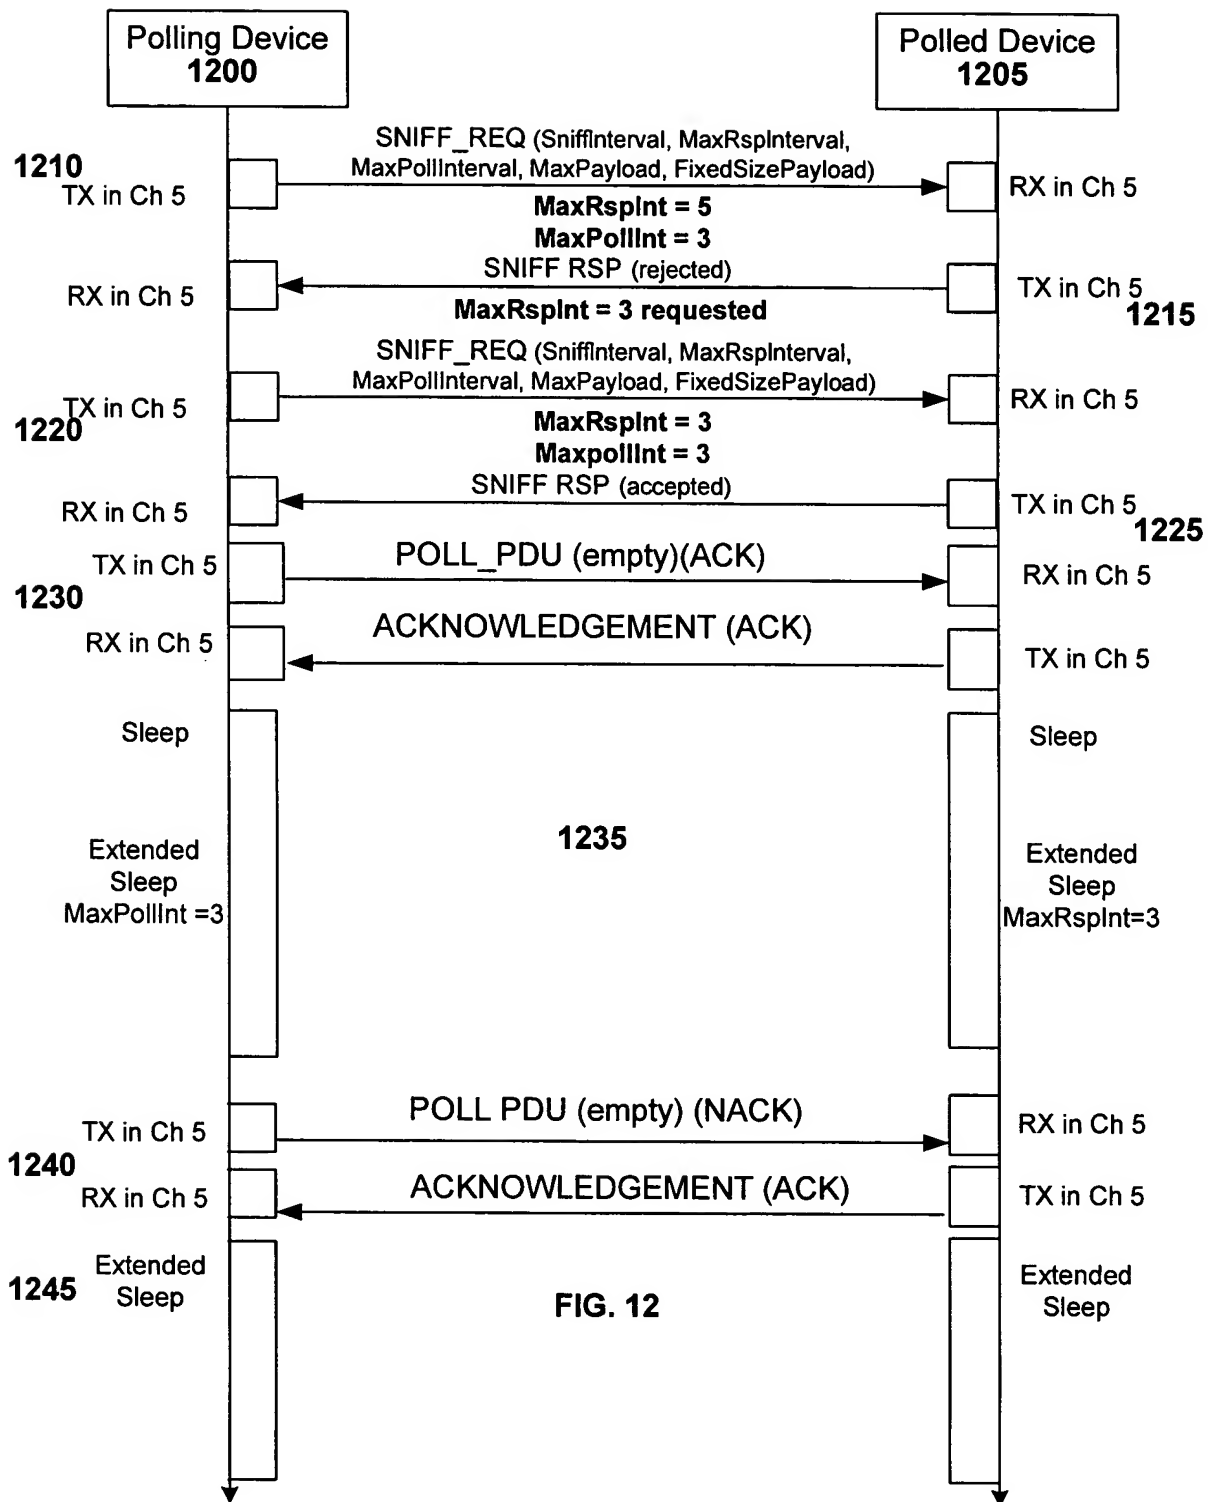 Polling Device
1200
Polled Device
1205
1210
TX in Ch 5
SNIFF_REQ (SniffInterval, MaxRspInterval,
MaxPollInterval, MaxPayload, FixedSizePayload)
RX in Ch 5
MaxRspInt = 5
MaxPollInt = 3
RX in Ch 5
SNIFF RSP (rejected)
TX in Ch 5
1215
MaxRspInt = 3 requested
SNIFF_REQ (SniffInterval, MaxRspInterval,
MaxPollInterval, MaxPayload, FixedSizePayload)
TX in Ch 5
RX in Ch 5
1220
MaxRspInt = 3
MaxpollInt = 3
RX in Ch 5
SNIFF RSP (accepted)
TX in Ch 5
1225
TX in Ch 5
POLL_PDU (empty)(ACK)
RX in Ch 5
1230
RX in Ch 5
ACKNOWLEDGEMENT (ACK)
TX in Ch 5
Sleep
Sleep
1235
Extended
Sleep
MaxPollInt =3
Extended
Sleep
MaxRspInt=3
TX in Ch 5
POLL PDU (empty) (NACK)
RX in Ch 5
1240
RX in Ch 5
ACKNOWLEDGEMENT (ACK)
TX in Ch 5
1245
Extended
Sleep
Extended
Sleep
FIG. 12